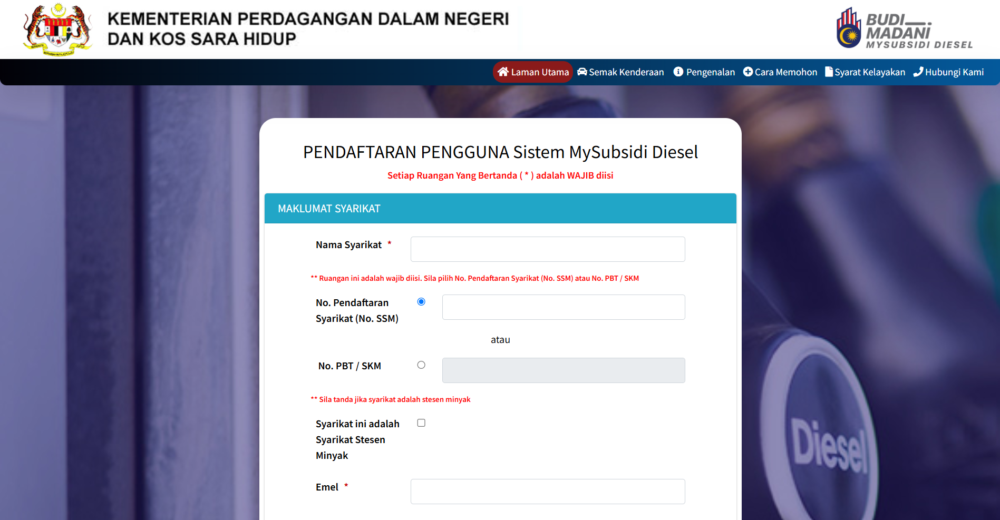 KEMENTERIAN PERDAGANGAN DALAM NEGERI
DAN KOS SARA HIDUP
BUDI
MADANI
MYSUBSIDI DIESEL
Laman Utama Semak Kenderaan Pengenalan Cara Memohon Syarat Kelayakan Hubungi Kami
PENDAFTARAN PENGGUNA Sistem MySubsidi Diesel
Setiap Ruangan Yang Bertanda ( * ) adalah WAJIB diisi
MAKLUMAT SYARIKAT
Nama Syarikat *
** Ruangan ini adalah wajib diisi. Sila pilih No. Pendaftaran Syarikat (No. SSM) atau No. PBT / SKM
No. Pendaftaran
Syarikat (No. SSM)
atau
No. PBT / SKM
** Sila tanda jika syarikat adalah stesen minyak
Syarikat ini adalah
Syarikat Stesen
Minyak
Emel *
Diesel